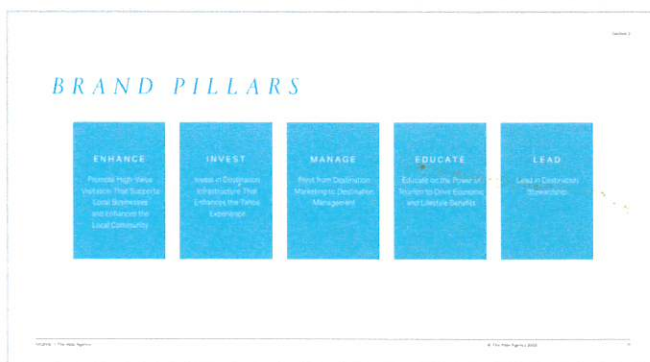 BRAND PILLARS
ENHANCE
Promote High-Value
Visitation That Supports
Local Businesses
and Enhances the
Local Community
INVEST
Invest in Destination
Infrastructure That
Enhances the Tahoe
Experience
MANAGE
Pivot from Destination
Marketing to Destination
Management
EDUCATE
Educate on the Power of
Tourism to Drive Economic
and Lifestyle Benefits
LEAD
Lead in Destination
Stewardship